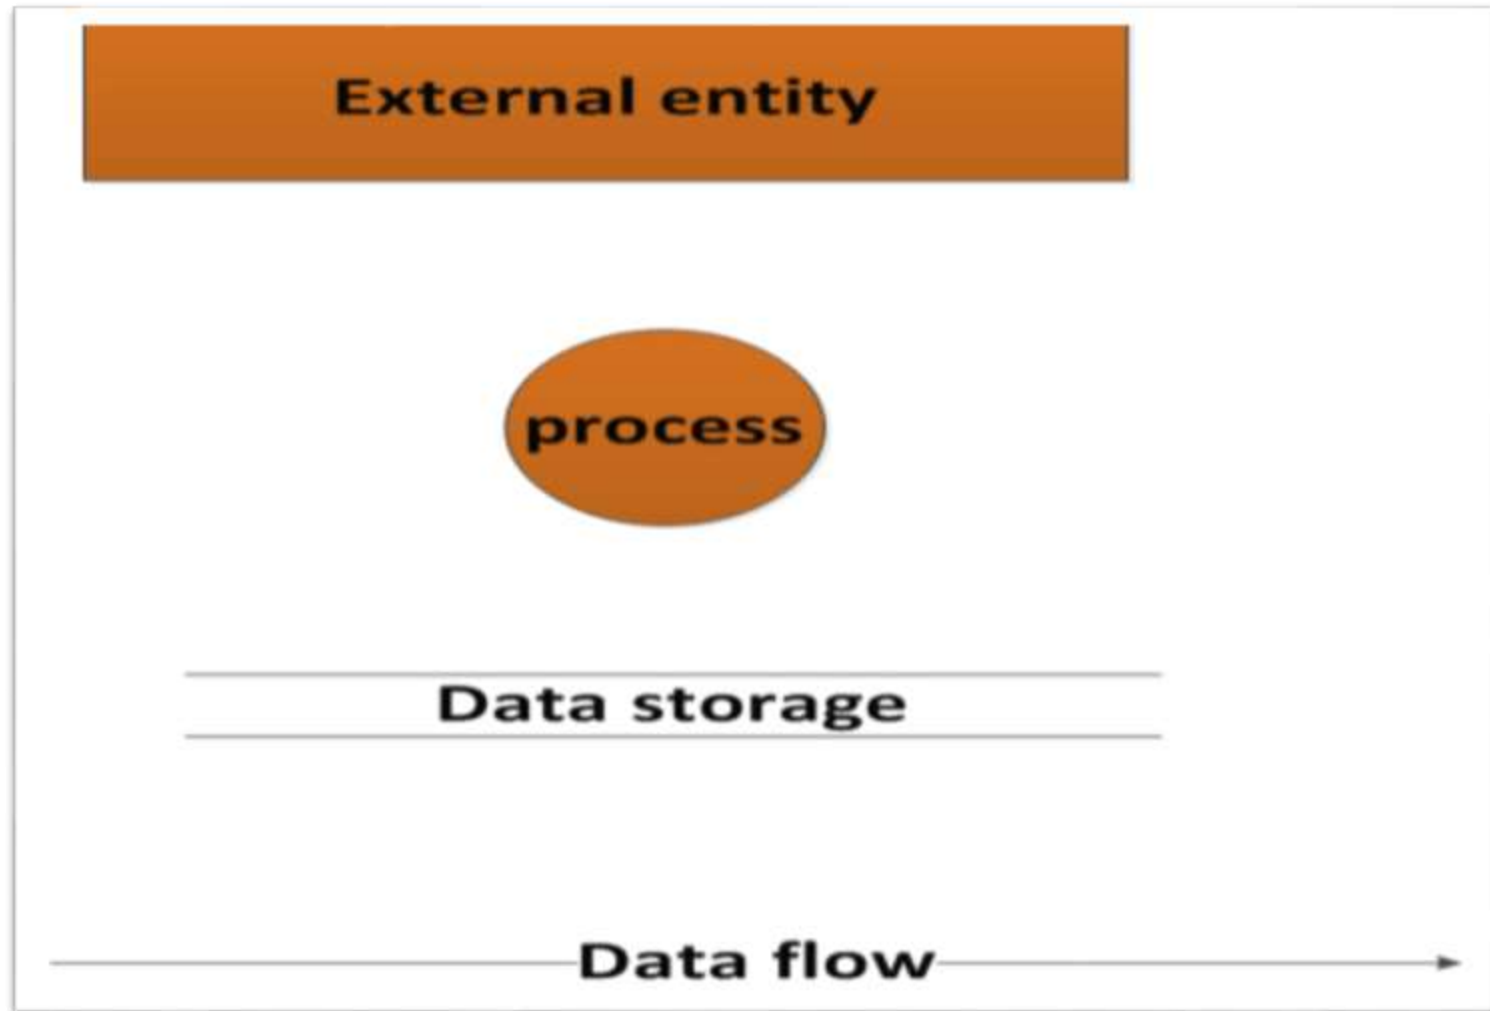 External entity
process
Data storage
Data flow